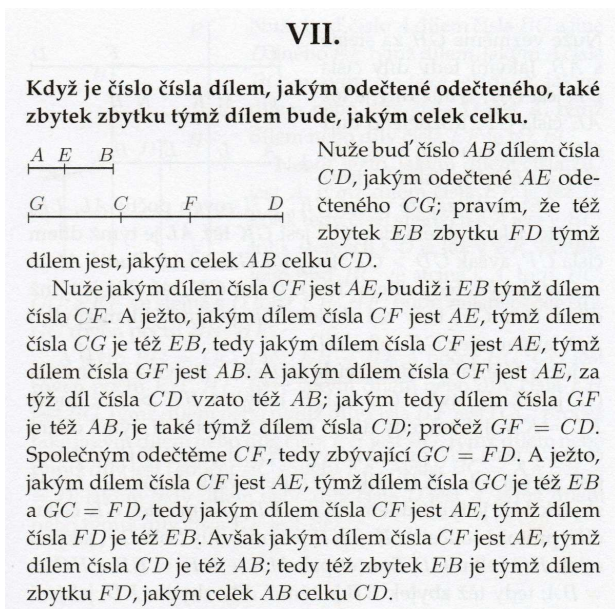 VII.
Když je číslo čísla dílem, jakým odečtené odečteného, také
zbytek zbytku týmž dílem bude, jakým celek celku.
A E B
G C F D
Nuže buď číslo AB dílem čísla
CD, jakým odečtené AE ode-
čteného CG; pravím, že též
zbytek EB zbytku FD týmž
dílem jest, jakým celek AB celku CD.
Nuže jakým dílem čísla CF jest AE, budiž i EB týmž dílem
čísla CF. A ježto, jakým dílem čísla CF jest AE, týmž dílem
čísla CG je též EB, tedy jakým dílem čísla CF jest AE, týmž
dílem čísla GF jest AB. A jakým dílem čísla CF jest AE, za
týž díl čísla CD vzato též AB; jakým tedy dílem čísla GF
je též AB, je také týmž dílem čísla CD; pročež GF = CD.
Společným odečtěme CF, tedy zbývající GC = FD. A ježto,
jakým dílem čísla CF jest AE, týmž dílem čísla GC je též EB
a GC = FD, tedy jakým dílem čísla CF jest AE, týmž dílem
čísla FD je též EB. Avšak jakým dílem čísla CF jest AE, týmž
dílem čísla CD je též AB; tedy též zbytek EB je týmž dílem
zbytku FD, jakým celek AB celku CD.